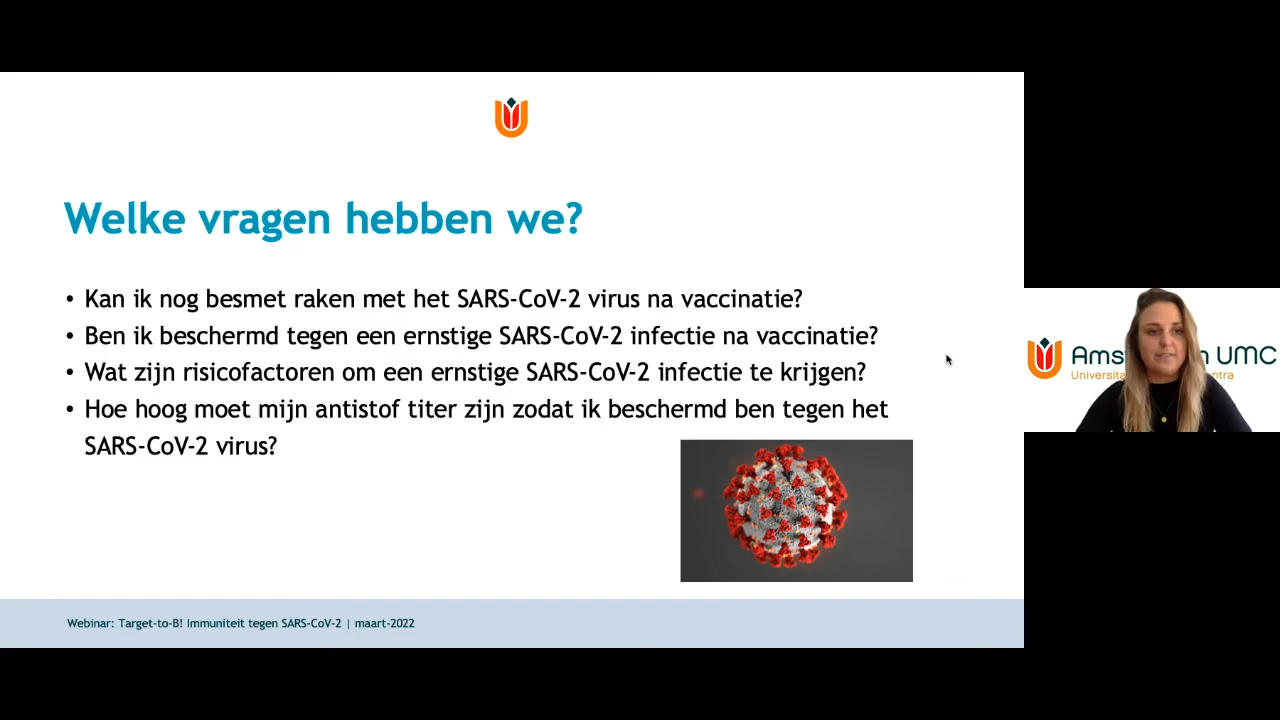 Welke vragen hebben we?
• Kan ik nog besmet raken met het SARS-CoV-2 virus na vaccinatie?
• Ben ik beschermd tegen een ernstige SARS-CoV-2 infectie na vaccinatie?
• Wat zijn risicofactoren om een ernstige SARS-CoV-2 infectie te krijgen?
• Hoe hoog moet mijn antistof titer zijn zodat ik beschermd ben tegen het
SARS-CoV-2 virus?
Webinar: Target-to-B! Immuniteit tegen SARS-CoV-2 | maart-2022
UMC